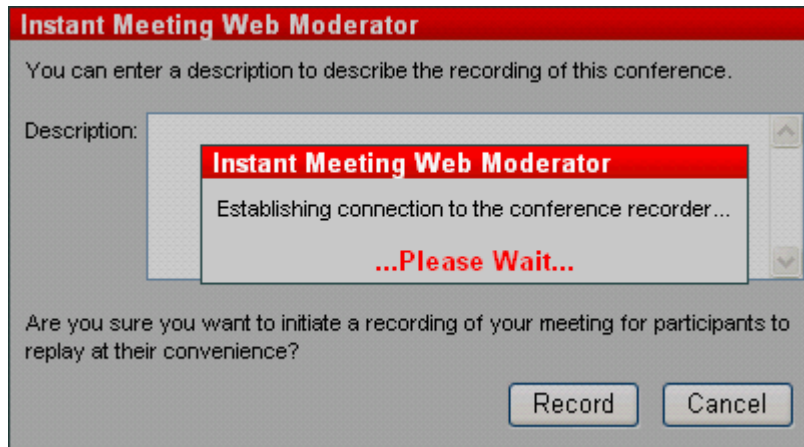 Instant Meeting Web Moderator
You can enter a description to describe the recording of this conference.
Description:
Instant Meeting Web Moderator
Establishing connection to the conference recorder...
...Please Wait...
Are you sure you want to initiate a recording of your meeting for participants to
replay at their convenience?
Record Cancel